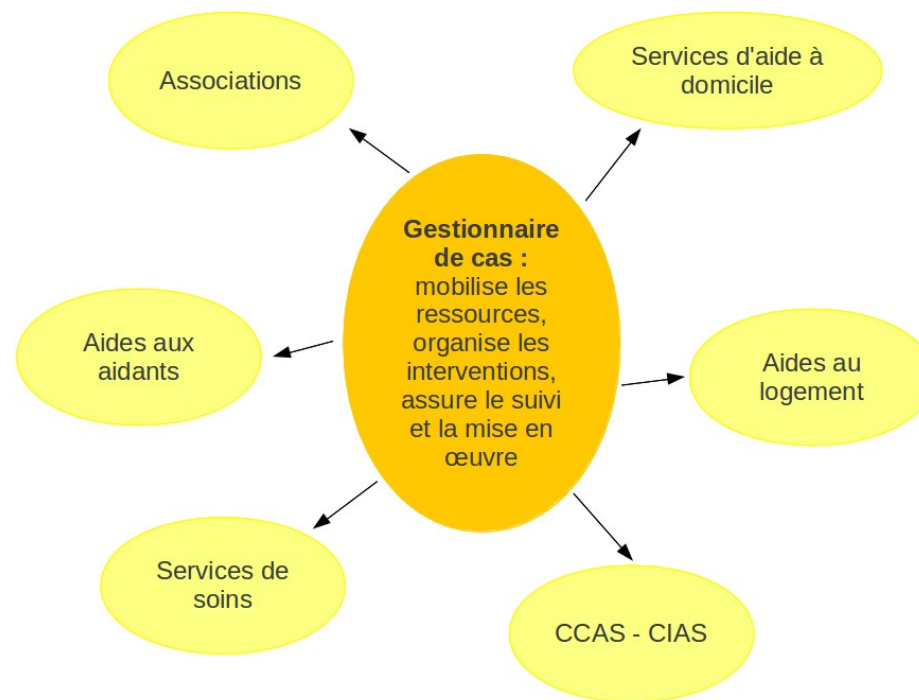 Associations
Services d'aide à
domicile
Gestionnaire
de cas :
mobilise les
ressources,
organise les
interventions,
assure le suivi
et la mise en
œuvre
Aides aux
aidants
Aides au
logement
Services de
soins
CCAS - CIAS